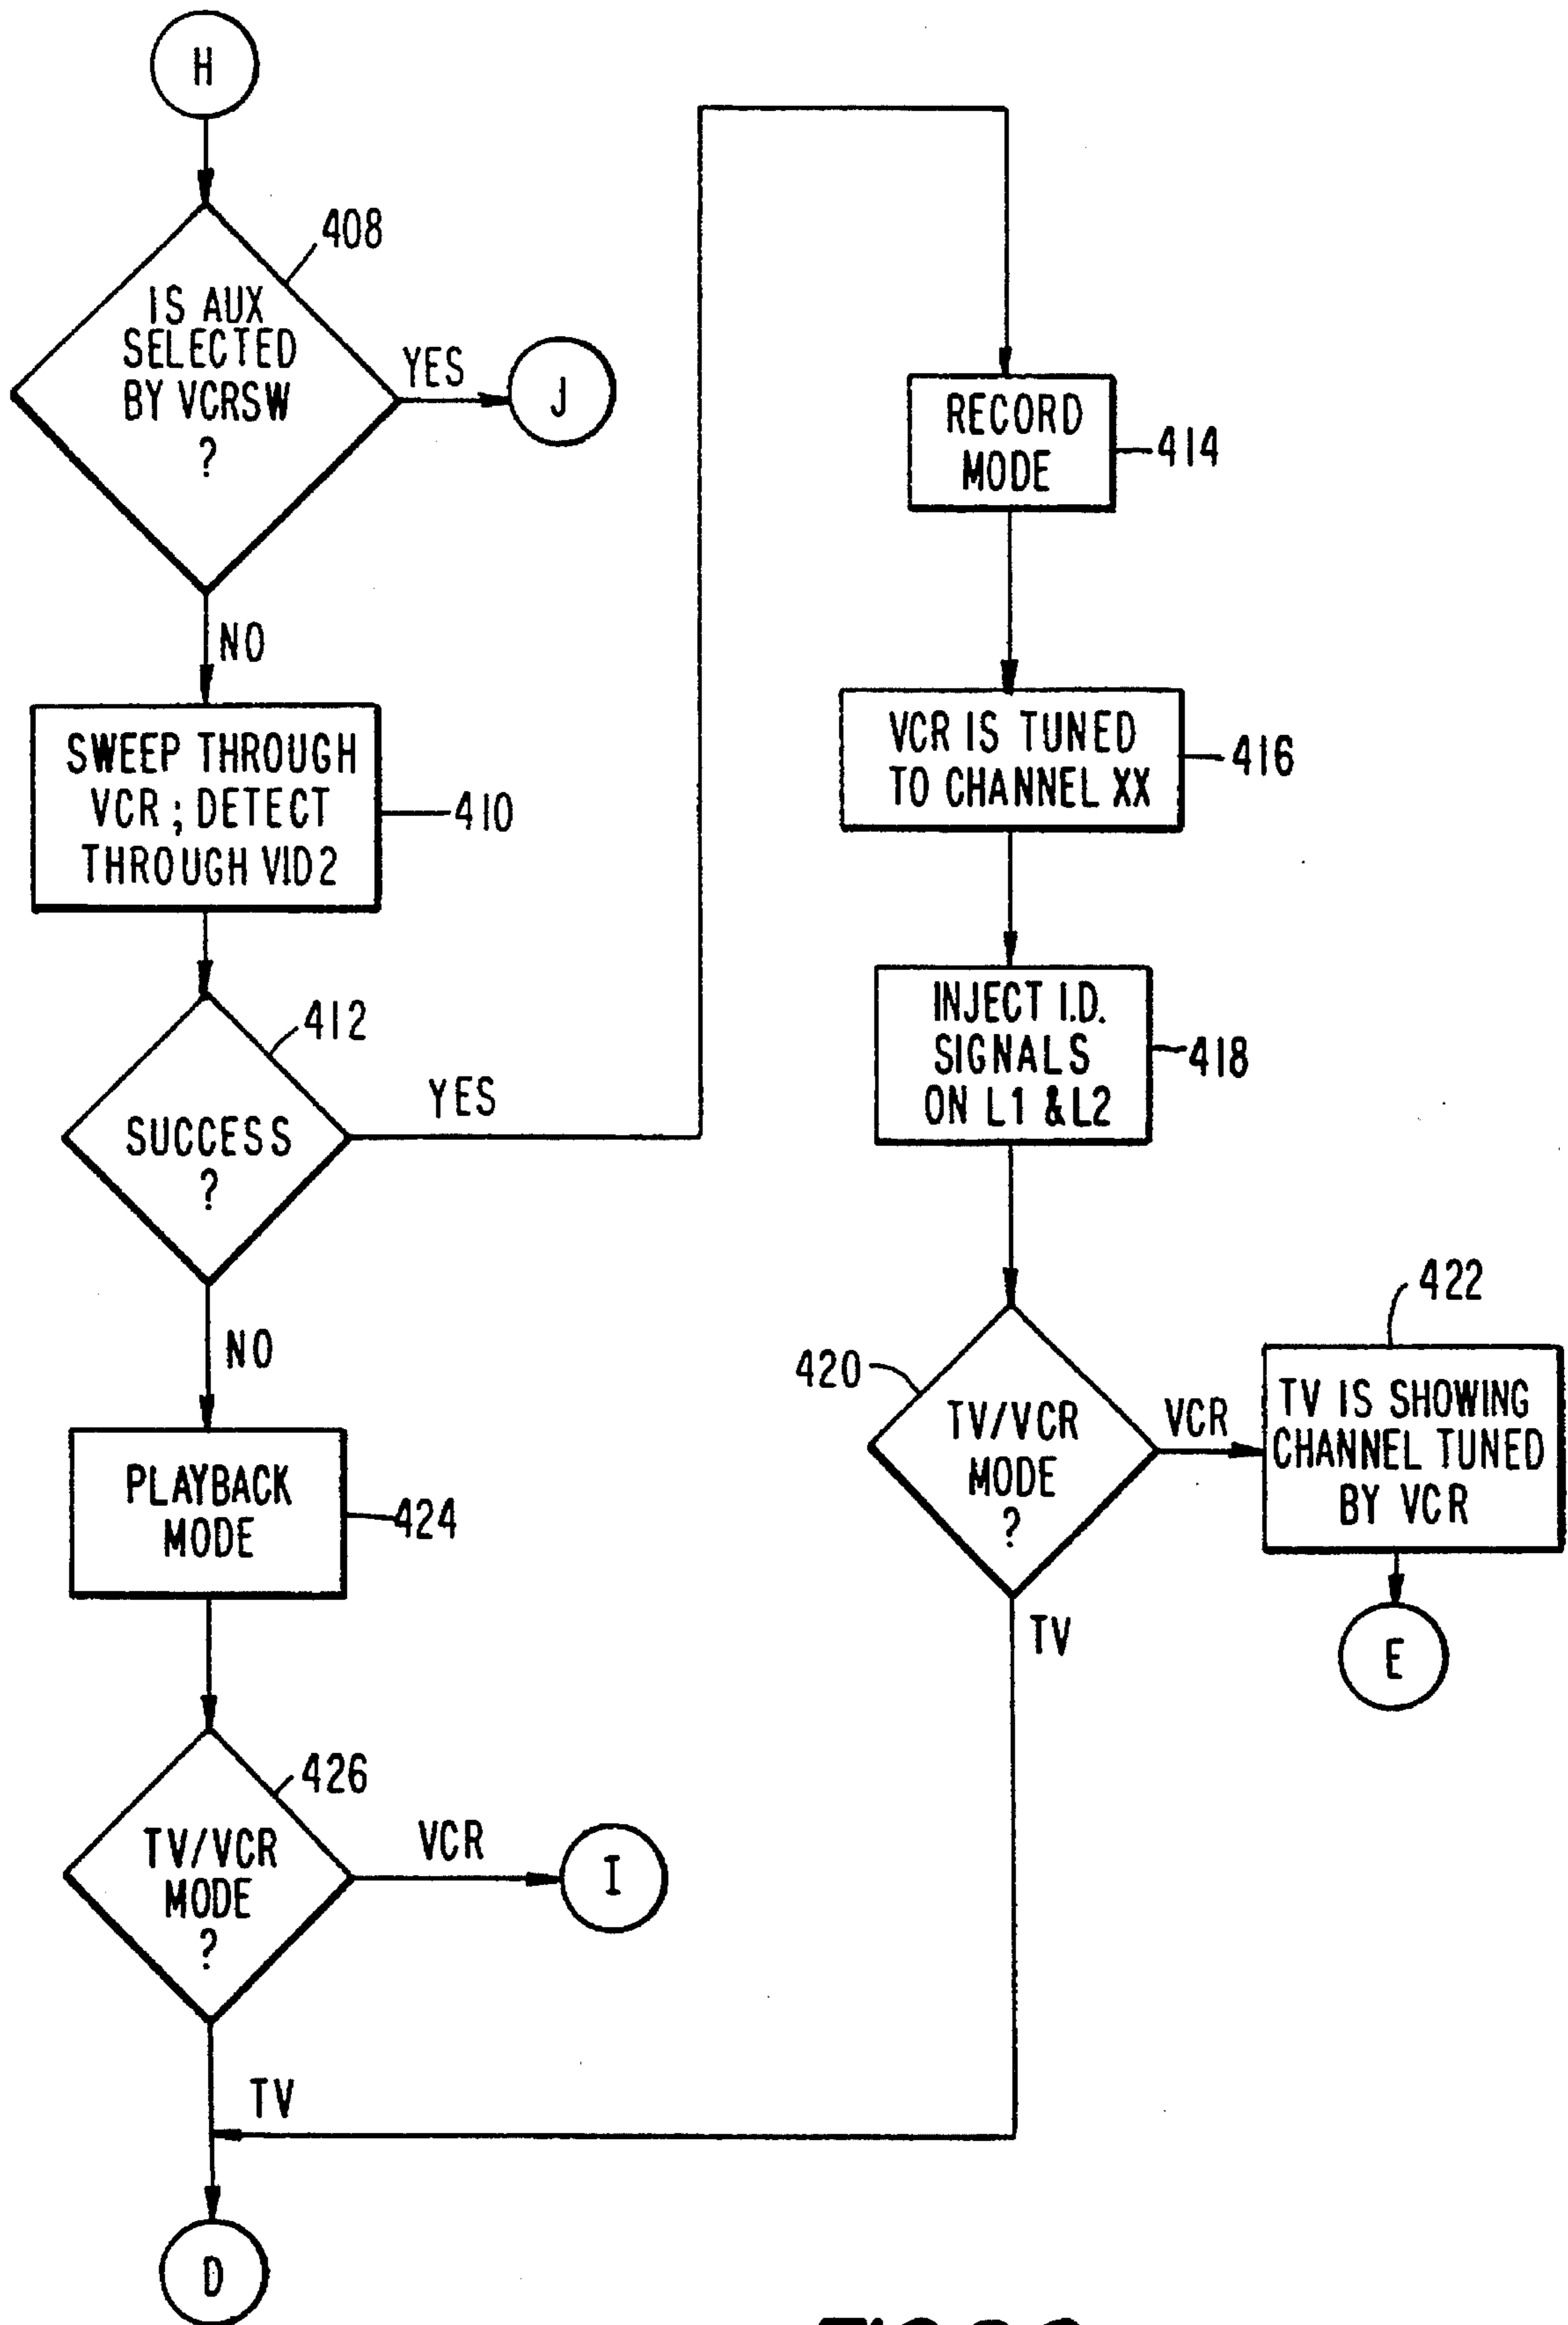 H
408
IS AUX
SELECTED
BY VCRSW
?
YES
J
NO
SWEEP THROUGH
VCR ; DETECT
THROUGH VID2
410
412
SUCCESS
?
YES
NO
PLAYBACK
MODE
424
426
TV/VCR
MODE
?
VCR
I
TV
D
RECORD
MODE
414
VCR IS TUNED
TO CHANNEL XX
416
INJECT I.D.
SIGNALS
ON L1 & L2
418
420
TV/VCR
MODE
?
VCR
TV
422
TV IS SHOWING
CHANNEL TUNED
BY VCR
E